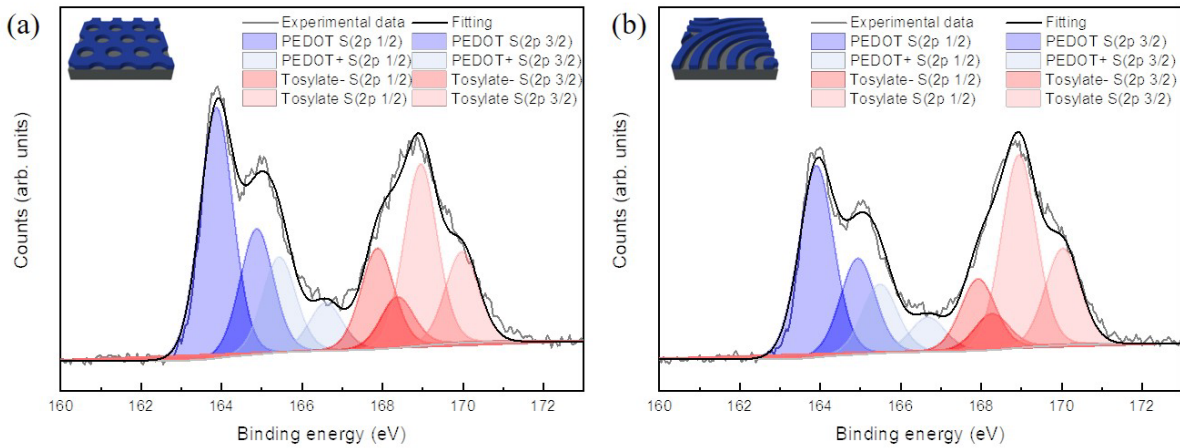 (a)
Experimental data Fitting
PEDOT S(2p 1/2) PEDOT S(2p 3/2)
PEDOT+ S(2p 1/2) PEDOT+ S(2p 3/2)
Tosylate- S(2p 1/2) Tosylate- S(2p 3/2)
Tosylate S(2p 1/2) Tosylate S(2p 3/2)
Counts (arb. units)
160 162 164 166 168 170 172
Binding energy (eV)
(b)
Experimental data Fitting
PEDOT S(2p 1/2) PEDOT S(2p 3/2)
PEDOT+ S(2p 1/2) PEDOT+ S(2p 3/2)
Tosylate- S(2p 1/2) Tosylate- S(2p 3/2)
Tosylate S(2p 1/2) Tosylate S(2p 3/2)
Counts (arb. units)
160 162 164 166 168 170 172
Binding energy (eV)